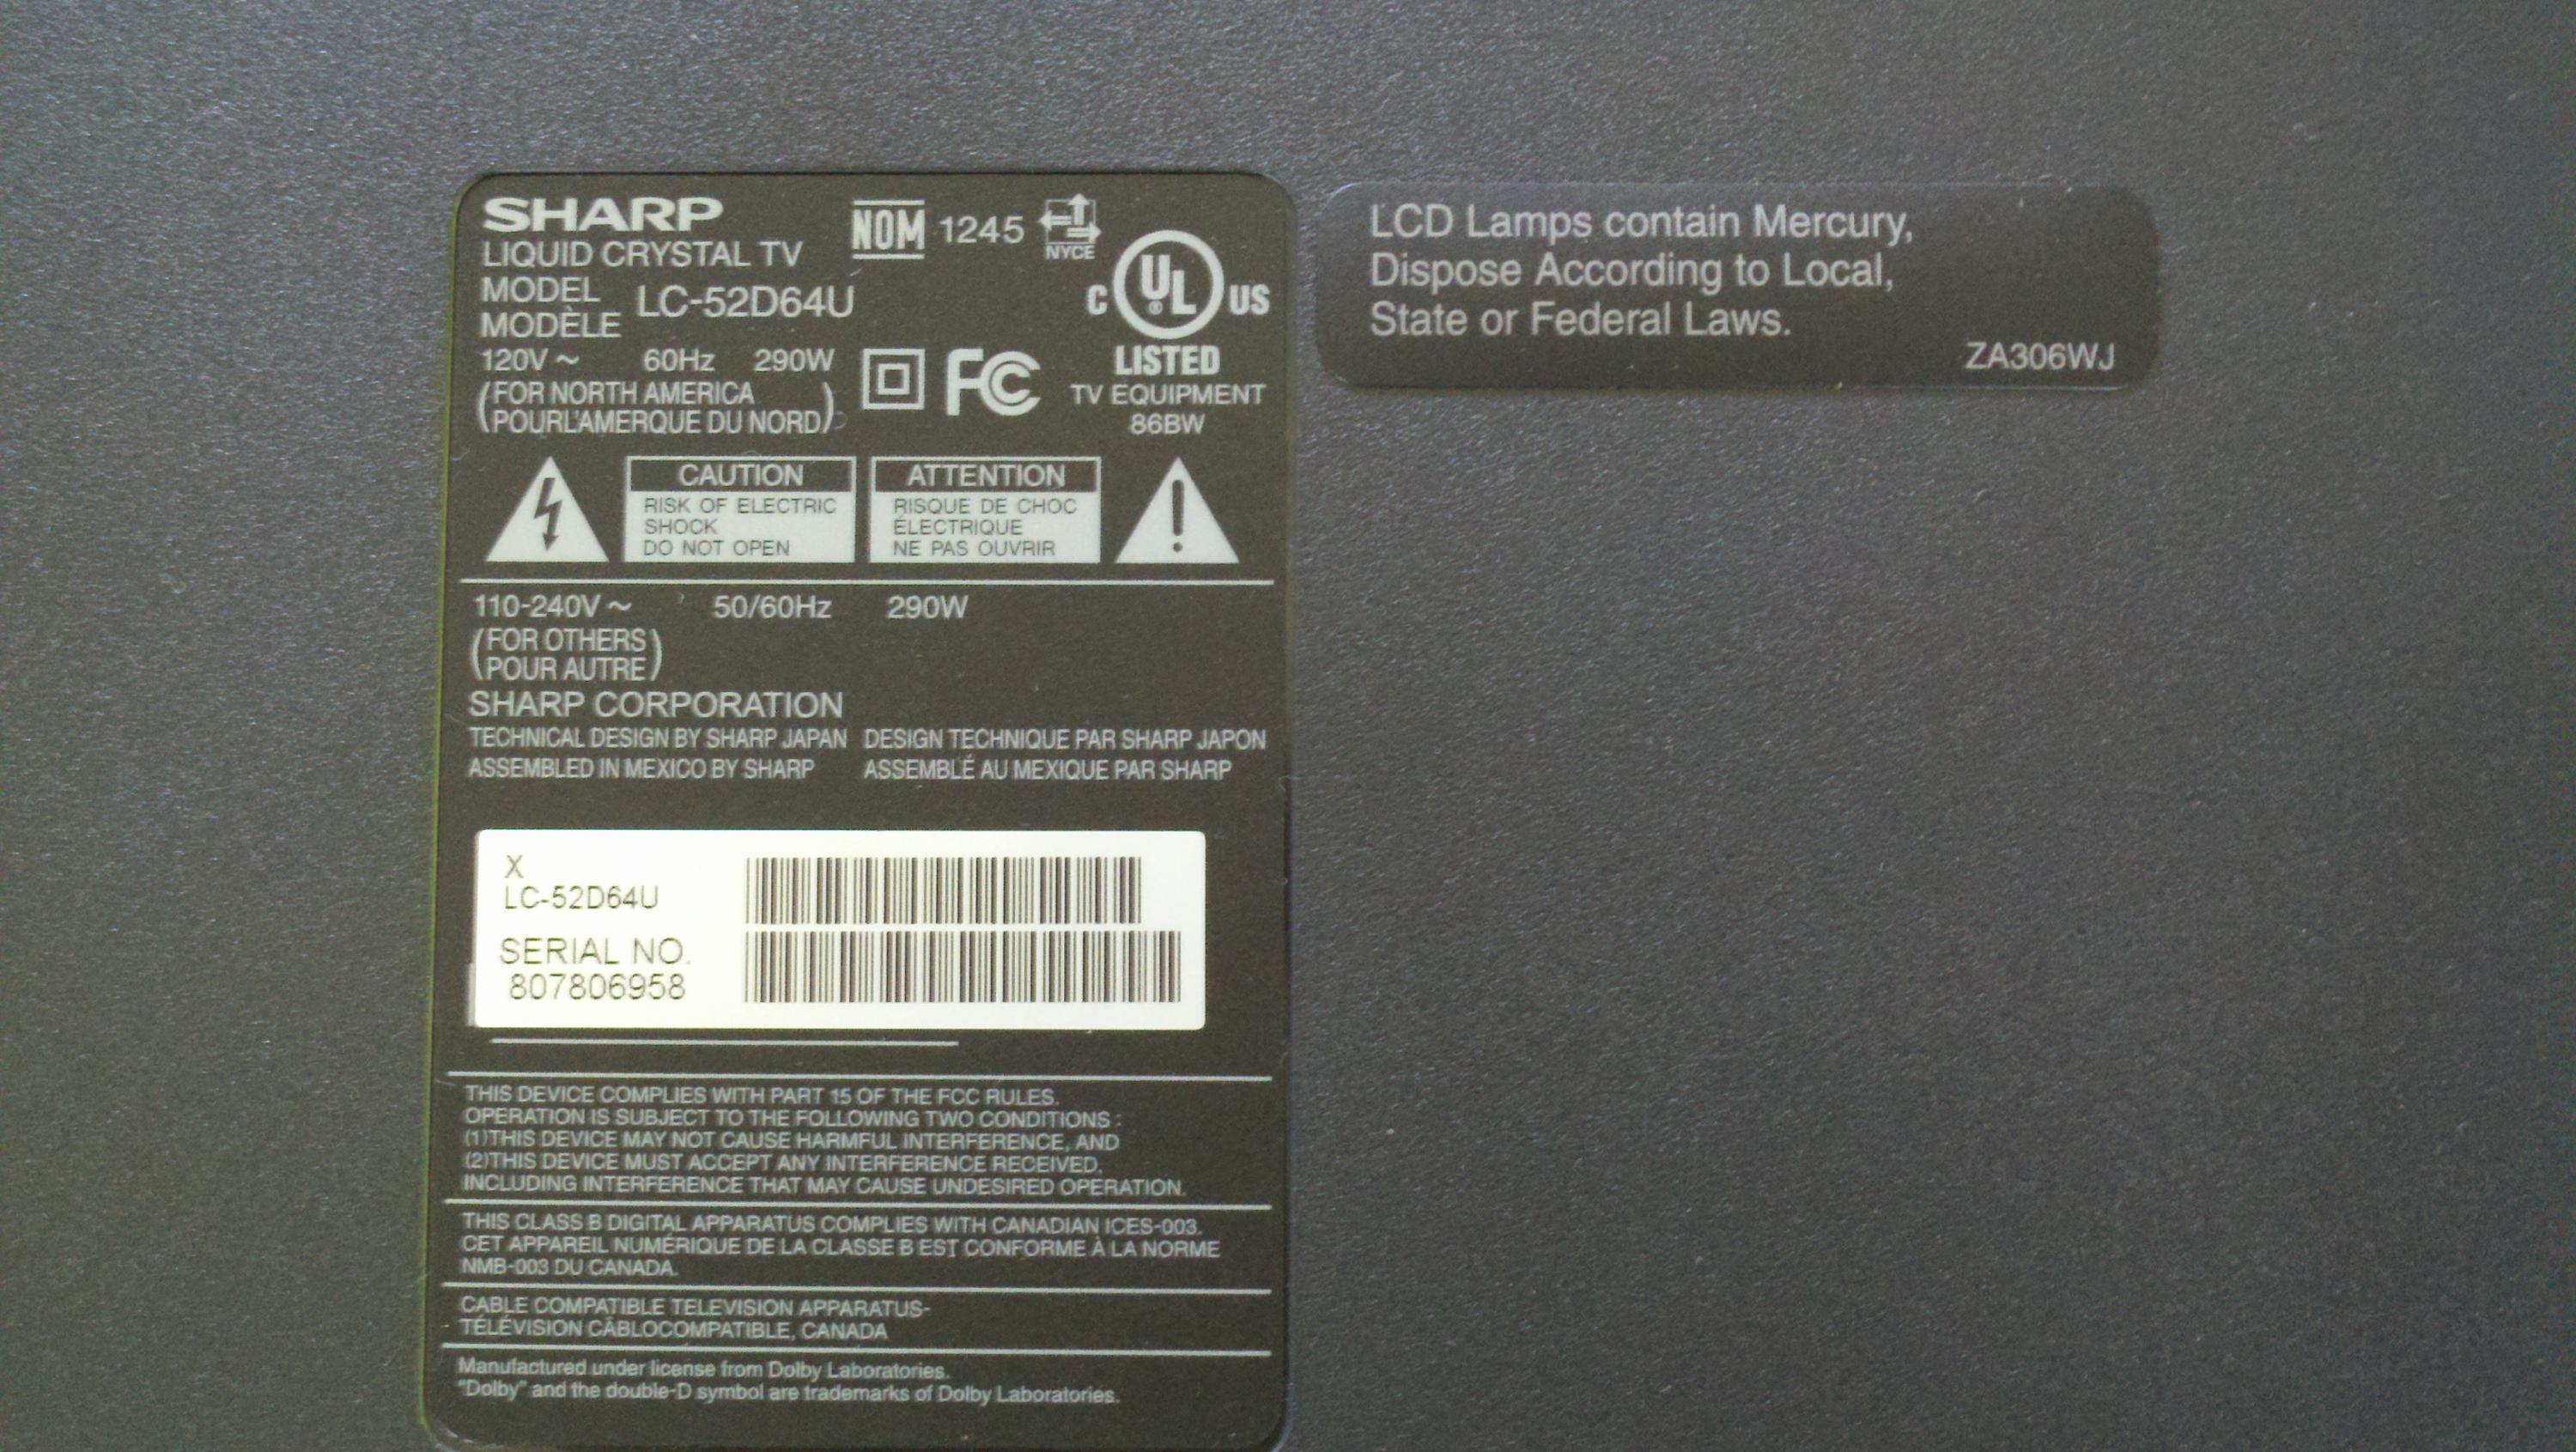 SHARP
NOM 1245 NYCE
LIQUID CRYSTAL TV
MODEL
MODÈLE LC-52D64U
C UL ® US
LISTED
TV EQUIPMENT
86BW
120V ~ 60Hz 290W
(FOR NORTH AMERICA
POURL'AMERQUE DU NORD)
FC
CAUTION
RISK OF ELECTRIC
SHOCK
DO NOT OPEN
ATTENTION
RISQUE DE CHOC
ÉLECTRIQUE
NE PAS OUVRIR
110-240V ~ 50/60Hz 290W
(FOR OTHERS
POUR AUTRE)
SHARP CORPORATION
TECHNICAL DESIGN BY SHARP JAPAN DESIGN TECHNIQUE PAR SHARP JAPON
ASSEMBLED IN MEXICO BY SHARP ASSEMBLÉ AU MEXIQUE PAR SHARP
X
LC-52D64U
SERIAL NO.
807806958
THIS DEVICE COMPLIES WITH PART 15 OF THE FCC RULES.
OPERATION IS SUBJECT TO THE FOLLOWING TWO CONDITIONS :
(1)THIS DEVICE MAY NOT CAUSE HARMFUL INTERFERENCE, AND
(2)THIS DEVICE MUST ACCEPT ANY INTERFERENCE RECEIVED,
INCLUDING INTERFERENCE THAT MAY CAUSE UNDESIRED OPERATION.
THIS CLASS B DIGITAL APPARATUS COMPLIES WITH CANADIAN ICES-003.
CET APPAREIL NUMÉRIQUE DE LA CLASSE B EST CONFORME À LA NORME
NMB-003 DU CANADA.
CABLE COMPATIBLE TELEVISION APPARATUS-
TÉLÉVISION CÂBLOCOMPATIBLE, CANADA
Manufactured under license from Dolby Laboratories.
"Dolby" and the double-D symbol are trademarks of Dolby Laboratories.
LCD Lamps contain Mercury,
Dispose According to Local,
State or Federal Laws.
ZA306WJ